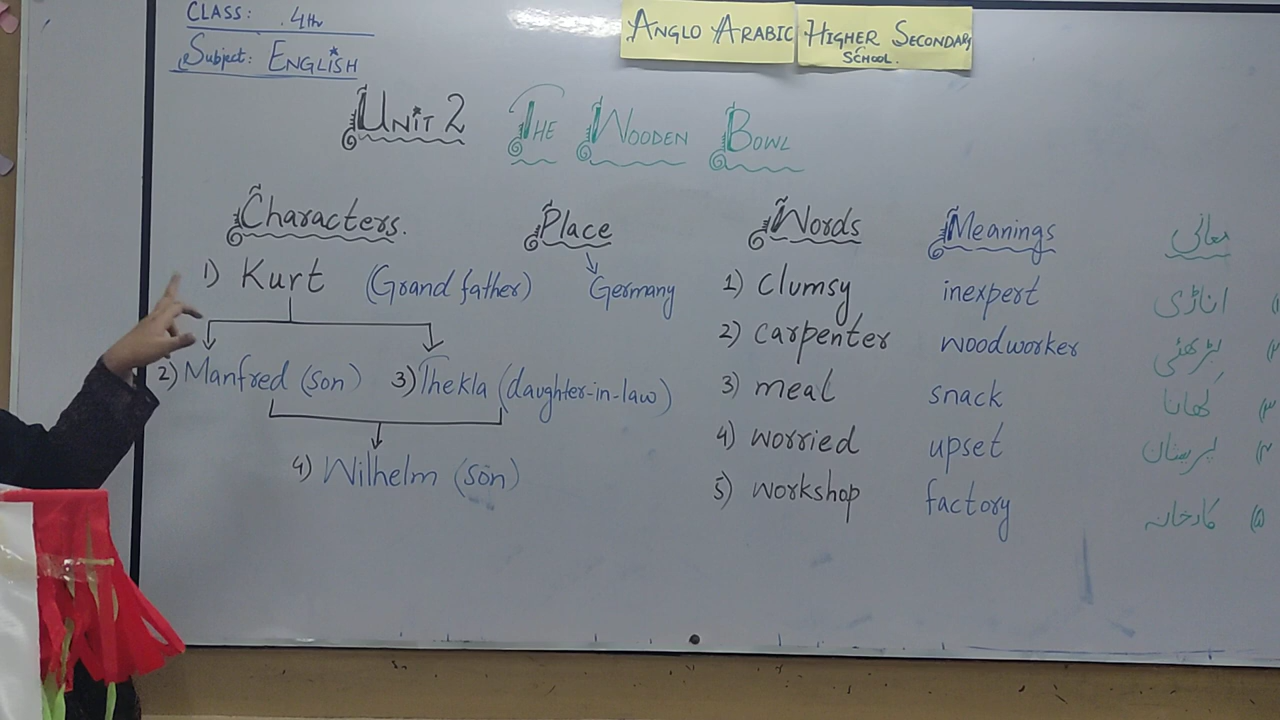 CLASS: 4th
Subject: ENGLISH
ANGLO ARABIC HIGHER SECONDARY SCHOOL.
UNIT 2 THE WOODEN BOWL
Characters. Place Words Meanings معانی
1) Kurt (Grand father) Germany 1) Clumsy inexpert اناڑی
2) Manfred (son) 3) Thekla (daughter-in-law) 2) carpenter woodworker بڑھئی
3) meal snack کھانا ۳)
4) Wilhelm (son) 4) worried upset
5) workshop factory کارخانہ ۵)